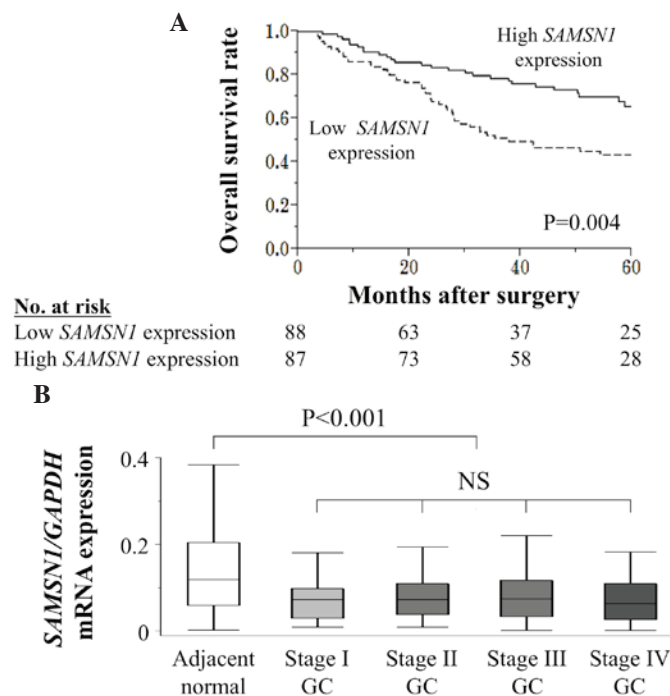 A
Overall survival rate
1.0
0.8
0.6
0.4
0.2
0.0
High SAMSN1
expression
Low SAMSN1
expression
P=0.004
0 20 40 60
Months after surgery
No. at risk
Low SAMSN1 expression 88 63 37 25
High SAMSN1 expression 87 73 58 28
B
P<0.001
NS
SAMSN1/GAPDH
mRNA expression
0.4
0.2
0
Adjacent
normal
Stage I
GC
Stage II
GC
Stage III
GC
Stage IV
GC